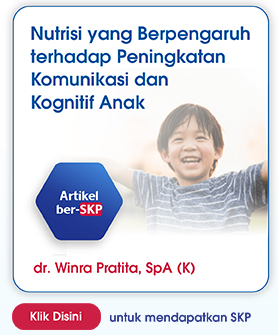 Nutrisi yang Berpengaruh
terhadap Peningkatan
Komunikasi dan
Kognitif Anak
Artikel
ber-SKP
dr. Winra Pratita, SpA (K)
Klik Disini untuk mendapatkan SKP